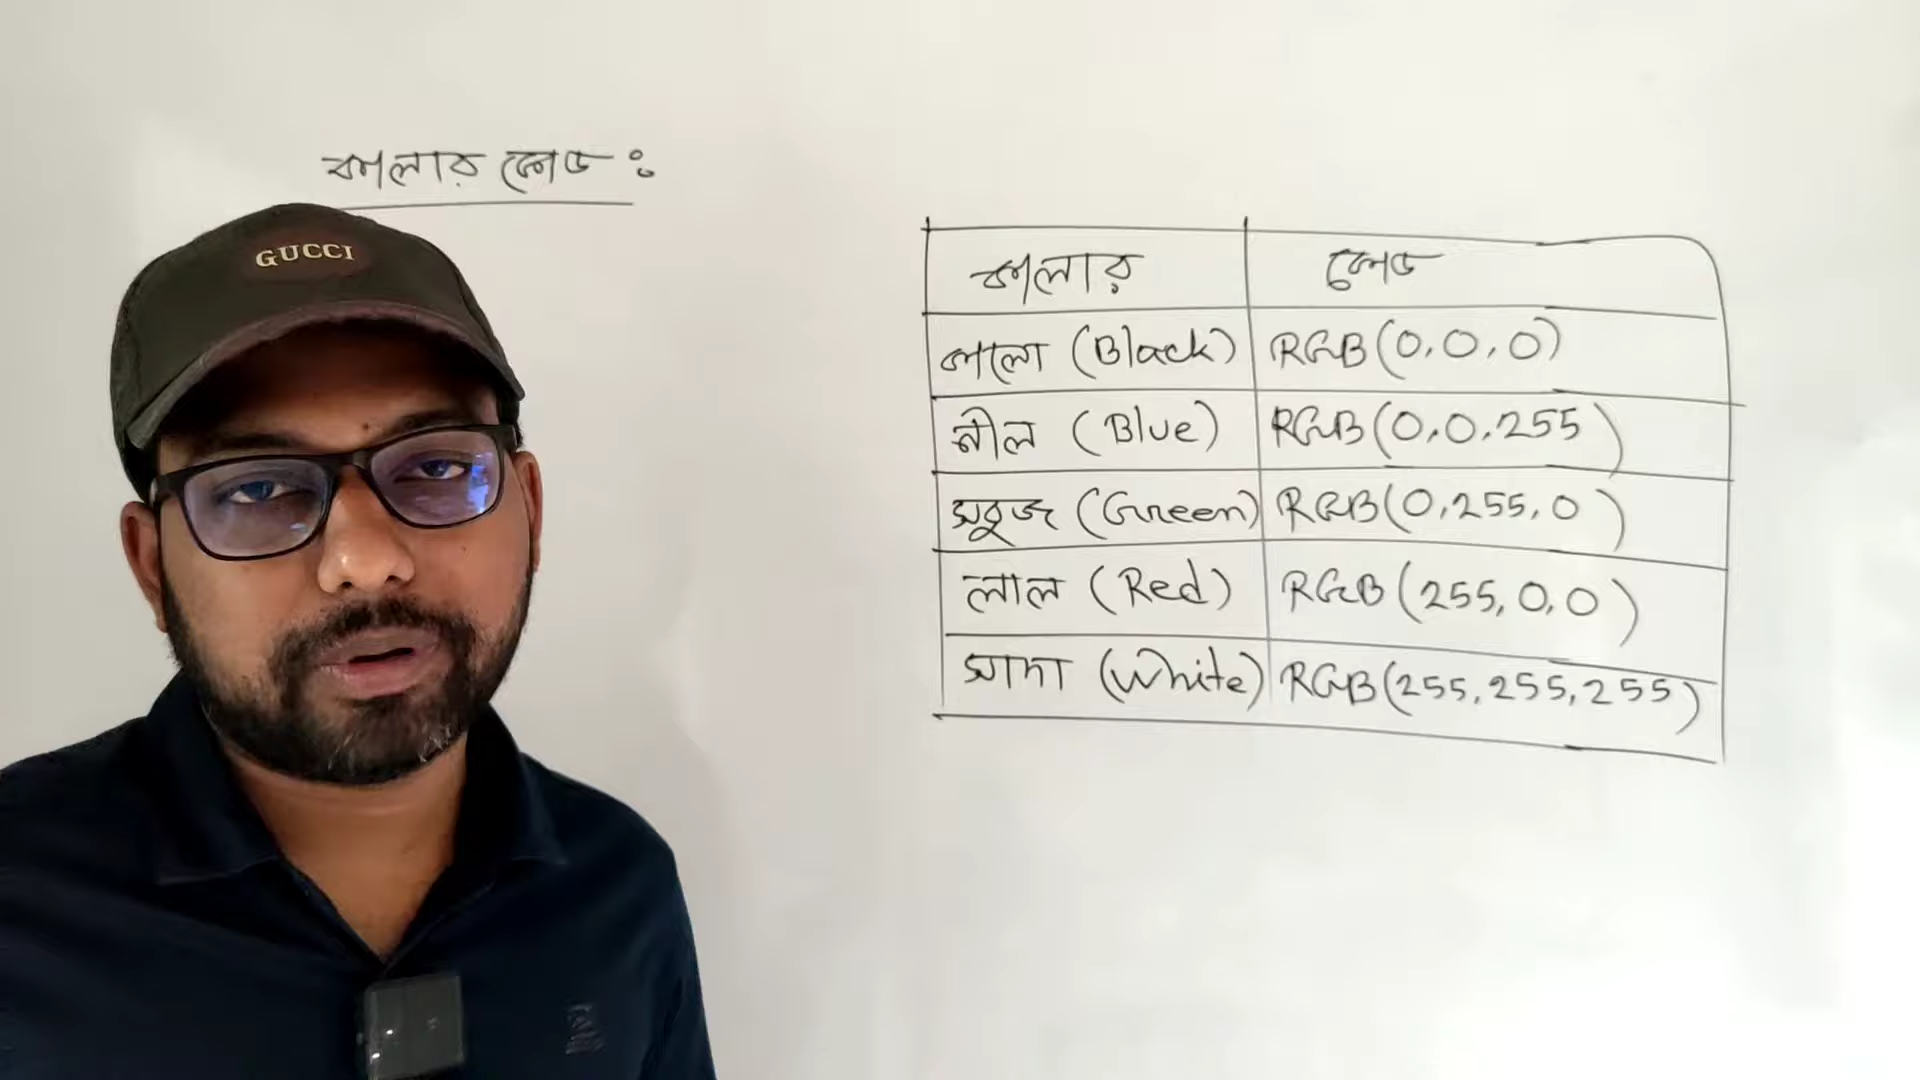 কালার কোড ঃ
GUCCI
কালার কোড
কালো (Black) RGB(0,0,0)
নীল (Blue) RGB(0,0,255)
সবুজ (Green) RGB(0,255,0)
লাল (Red) RGB(255,0,0)
সাদা (White) RGB(255,255,255)